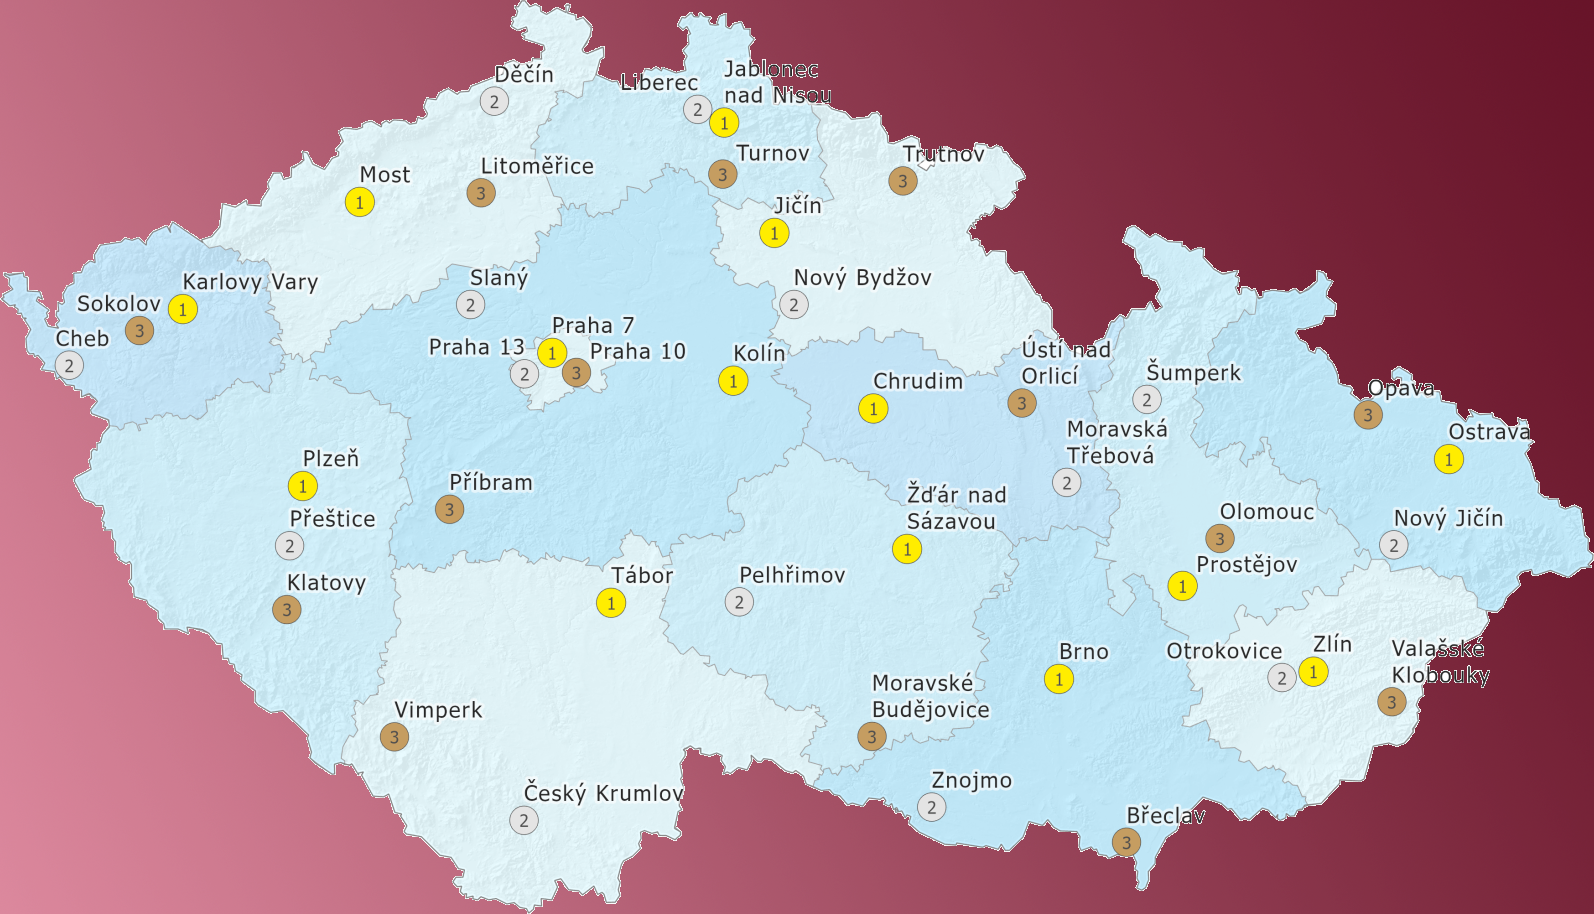 Děčín
2
Liberec
2
Jablonec
nad Nisou
1
Turnov
3
Most
1
Litoměřice
3
Trutnov
3
Jičín
1
Karlovy Vary
1
Sokolov
3
Cheb
2
Slaný
2
Nový Bydžov
2
Praha 7
1
Praha 13
2
Praha 10
3
Kolín
1
Chrudim
1
Ústí nad
Orlicí
3
Šumperk
2
Opava
3
Ostrava
1
Moravská
Třebová
2
Plzeň
1
Přeštice
2
Klatovy
3
Příbram
3
Žďár nad
Sázavou
1
Olomouc
3
Nový Jičín
2
Prostějov
1
Tábor
1
Pelhřimov
2
Brno
1
Otrokovice
2
Zlín
1
Valašské
Klobouky
3
Vimperk
3
Moravské
Budějovice
3
Český Krumlov
2
Znojmo
2
Břeclav
3